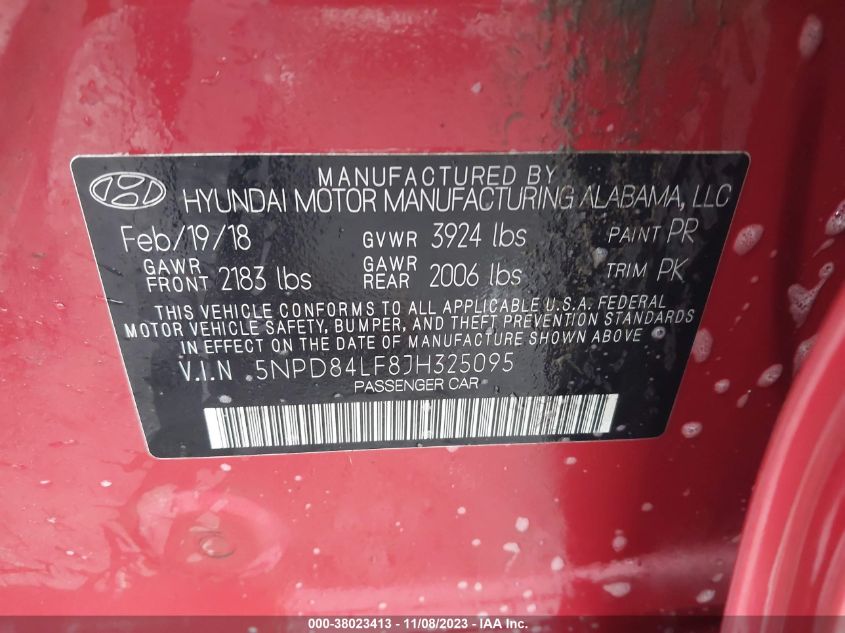 MANUFACTURED BY
HYUNDAI MOTOR MANUFACTURING ALABAMA, LLC
Feb/19/18 GVWR 3924 lbs PAINT PR
GAWR FRONT 2183 lbs GAWR REAR 2006 lbs TRIM PK
THIS VEHICLE CONFORMS TO ALL APPLICABLE U.S.A. FEDERAL
MOTOR VEHICLE SAFETY, BUMPER, AND THEFT PREVENTION STANDARDS
IN EFFECT ON THE DATE OF MANUFACTURE SHOWN ABOVE
V.I.N 5NPD84LF8JH325095
PASSENGER CAR
000-38023413 - 11/08/2023 - IAA Inc.